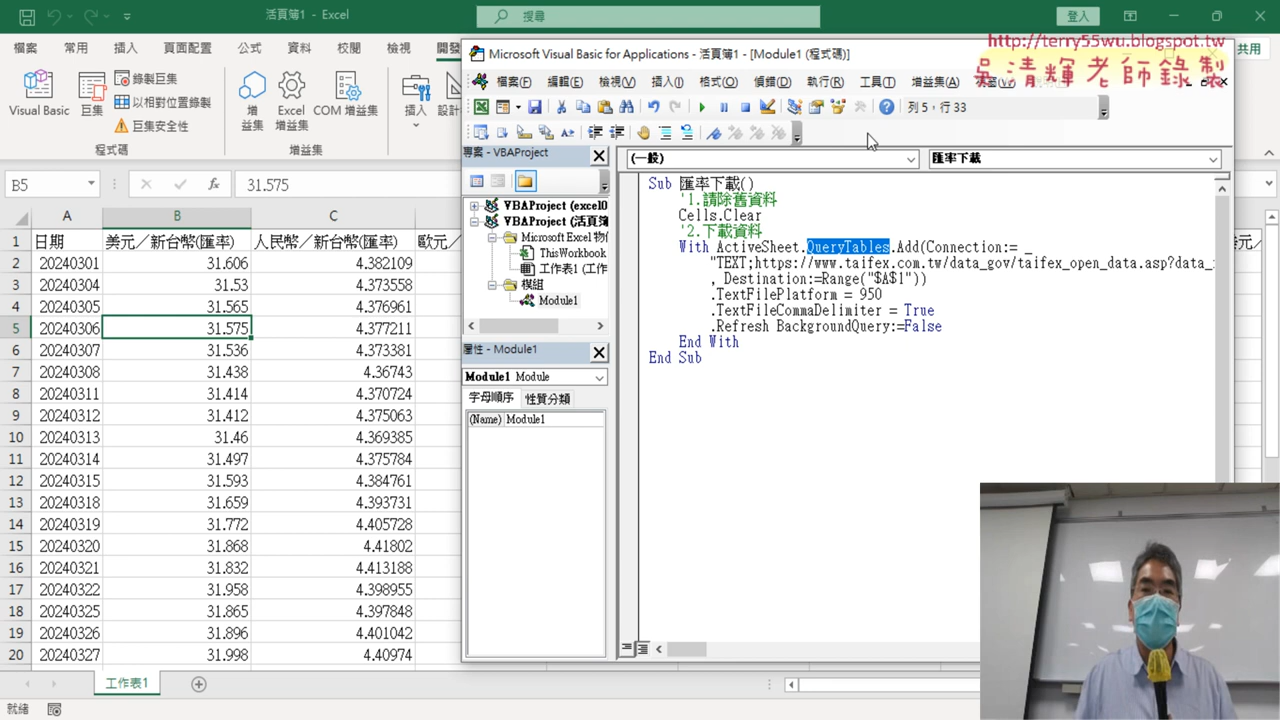 活頁簿1 - Excel
搜尋
登入
檔案 常用 插入 頁面配置 公式 資料 校閱 檢視 開發
共用
Visual Basic
巨集
錄製巨集
以相對位置錄製
巨集安全性
程式碼
增益集
Excel 增益集
COM 增益集
增益集
插入
設計
B5
31.575
A B C
1 日期 美元／新台幣(匯率) 人民幣／新台幣(匯率) 歐元／
2 20240301 31.606 4.382109
3 20240304 31.53 4.373558
4 20240305 31.565 4.376961
5 20240306 31.575 4.377211
6 20240307 31.536 4.373381
7 20240308 31.438 4.36743
8 20240311 31.414 4.370724
9 20240312 31.412 4.375063
10 20240313 31.46 4.369385
11 20240314 31.497 4.375784
12 20240315 31.593 4.384761
13 20240318 31.659 4.393731
14 20240319 31.772 4.405728
15 20240320 31.868 4.41802
16 20240321 31.832 4.413188
17 20240322 31.958 4.398955
18 20240325 31.865 4.397848
19 20240326 31.896 4.401042
20 20240327 31.998 4.40974
工作表1
就緒
Microsoft Visual Basic for Applications - 活頁簿1 - [Module1 (程式碼)]
http://terry55wu.blogspot.tw
吳清輝老師錄製
檔案(F) 編輯(E) 檢視(V) 插入(I) 格式(O) 偵錯(D) 執行(R) 工具(T) 增益集(A)
列 5，行 33
專案 - VBAProject
VBAProject (excel0
VBAProject (活頁簿
Microsoft Excel 物件
ThisWorkbook
工作表1 (工作
模組
Module1
屬性 - Module1
Module1 Module
字母順序 性質分類
(Name) Module1
(一般)
匯率下載
Sub 匯率下載()
'1.請除舊資料
Cells.Clear
'2.下載資料
With ActiveSheet.QueryTables.Add(Connection:= _
"TEXT;https://www.taifex.com.tw/data_gov/taifex_open_data.asp?data_
, Destination:=Range("$A$1"))
.TextFilePlatform = 950
.TextFileCommaDelimiter = True
.Refresh BackgroundQuery:=False
End With
End Sub